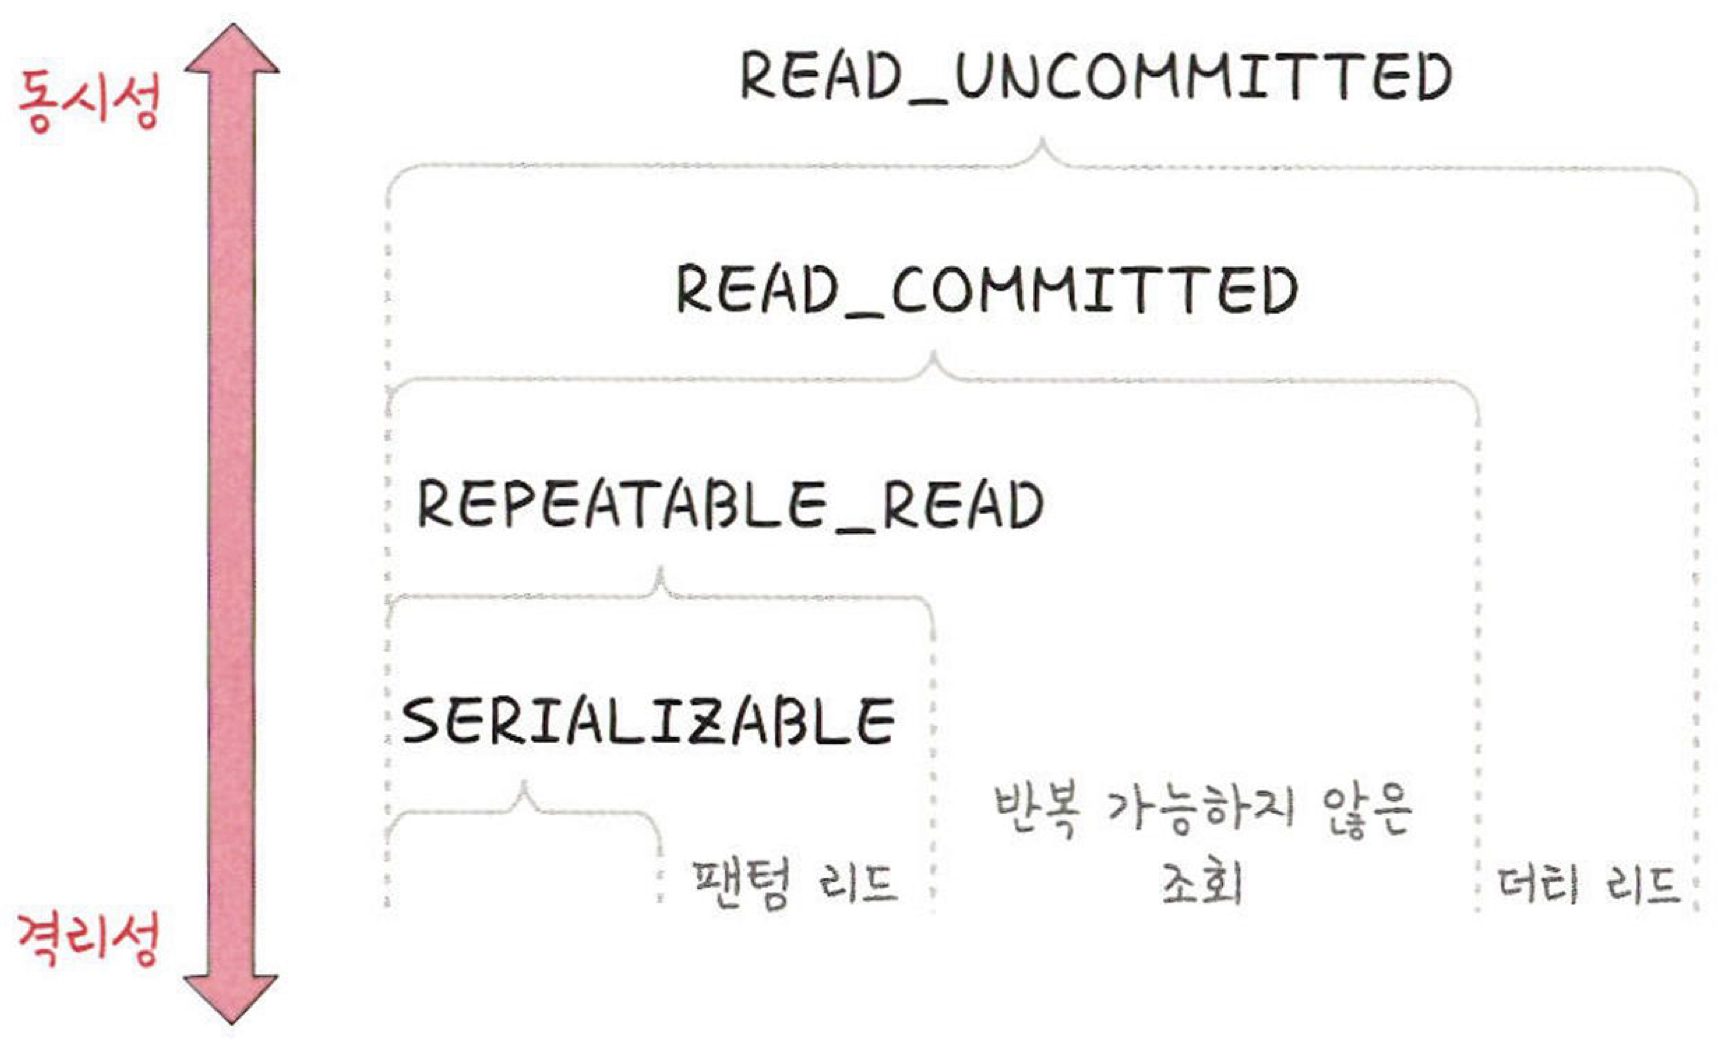 동시성
READ_UNCOMMITTED
READ_COMMITTED
REPEATABLE_READ
SERIALIZABLE
반복 가능하지 않은
조회
팬텀 리드
더티 리드
격리성